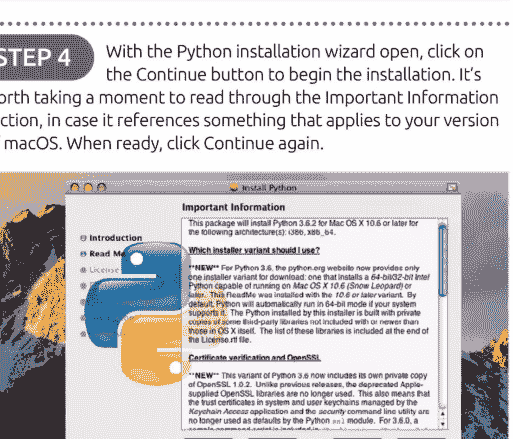 STEP 4
With the Python installation wizard open, click on
the Continue button to begin the installation. It's
orth taking a moment to read through the Important Information
ction, in case it references something that applies to your version
macOS. When ready, click Continue again.
Install Python
Important Information
This package will install Python 3.6.2 for Mac OS X 10.6 or later for
the following architecture(s): i386, x86_64.
Introduction
Which installer variant should I use?
Read Me
**NEW** For Python 3.6, the python.org website now provides only
License
one installer variant for download: one that installs a 64-bit/32-bit Intel
Python capable of running on Mac OS X 10.6 (Snow Leopard) or
later. This ReadMe was installed with the 10.6 or later variant. By
default, Python will automatically run in 64-bit mode if your system
supports it. The Python installed by this installer is built with private
copies of some third-party libraries not included with or newer than
those in OS X itself. The list of these libraries is included at the end of
the License.rtf file.
Certificate verification and OpenSSL
**NEW** This variant of Python 3.6 now includes its own private copy
of OpenSSL 1.0.2. Unlike previous releases, the deprecated Apple-
supplied OpenSSL libraries are no longer used. This also means that
the trust certificates in system and user keychains managed by the
Keychain Access application and the security command line utility are
no longer used as defaults by the Python ssl module. For 3.6.0, a